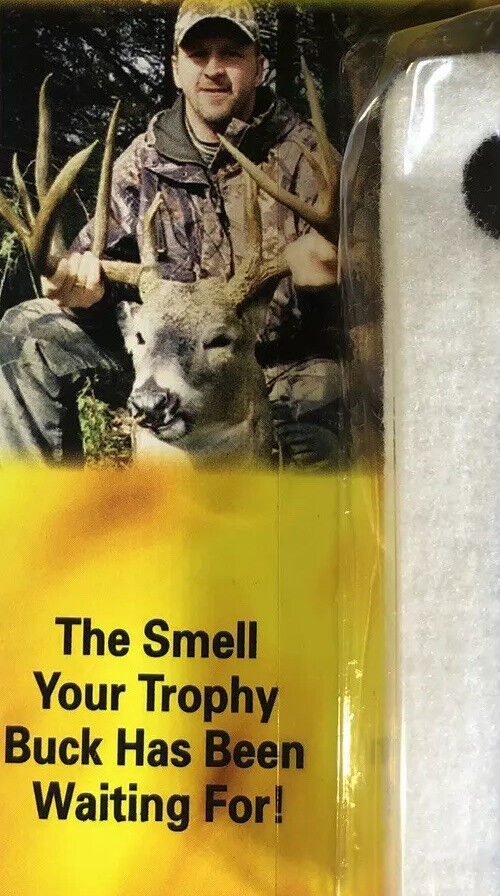 The Smell
Your Trophy
Buck Has Been
Waiting For!